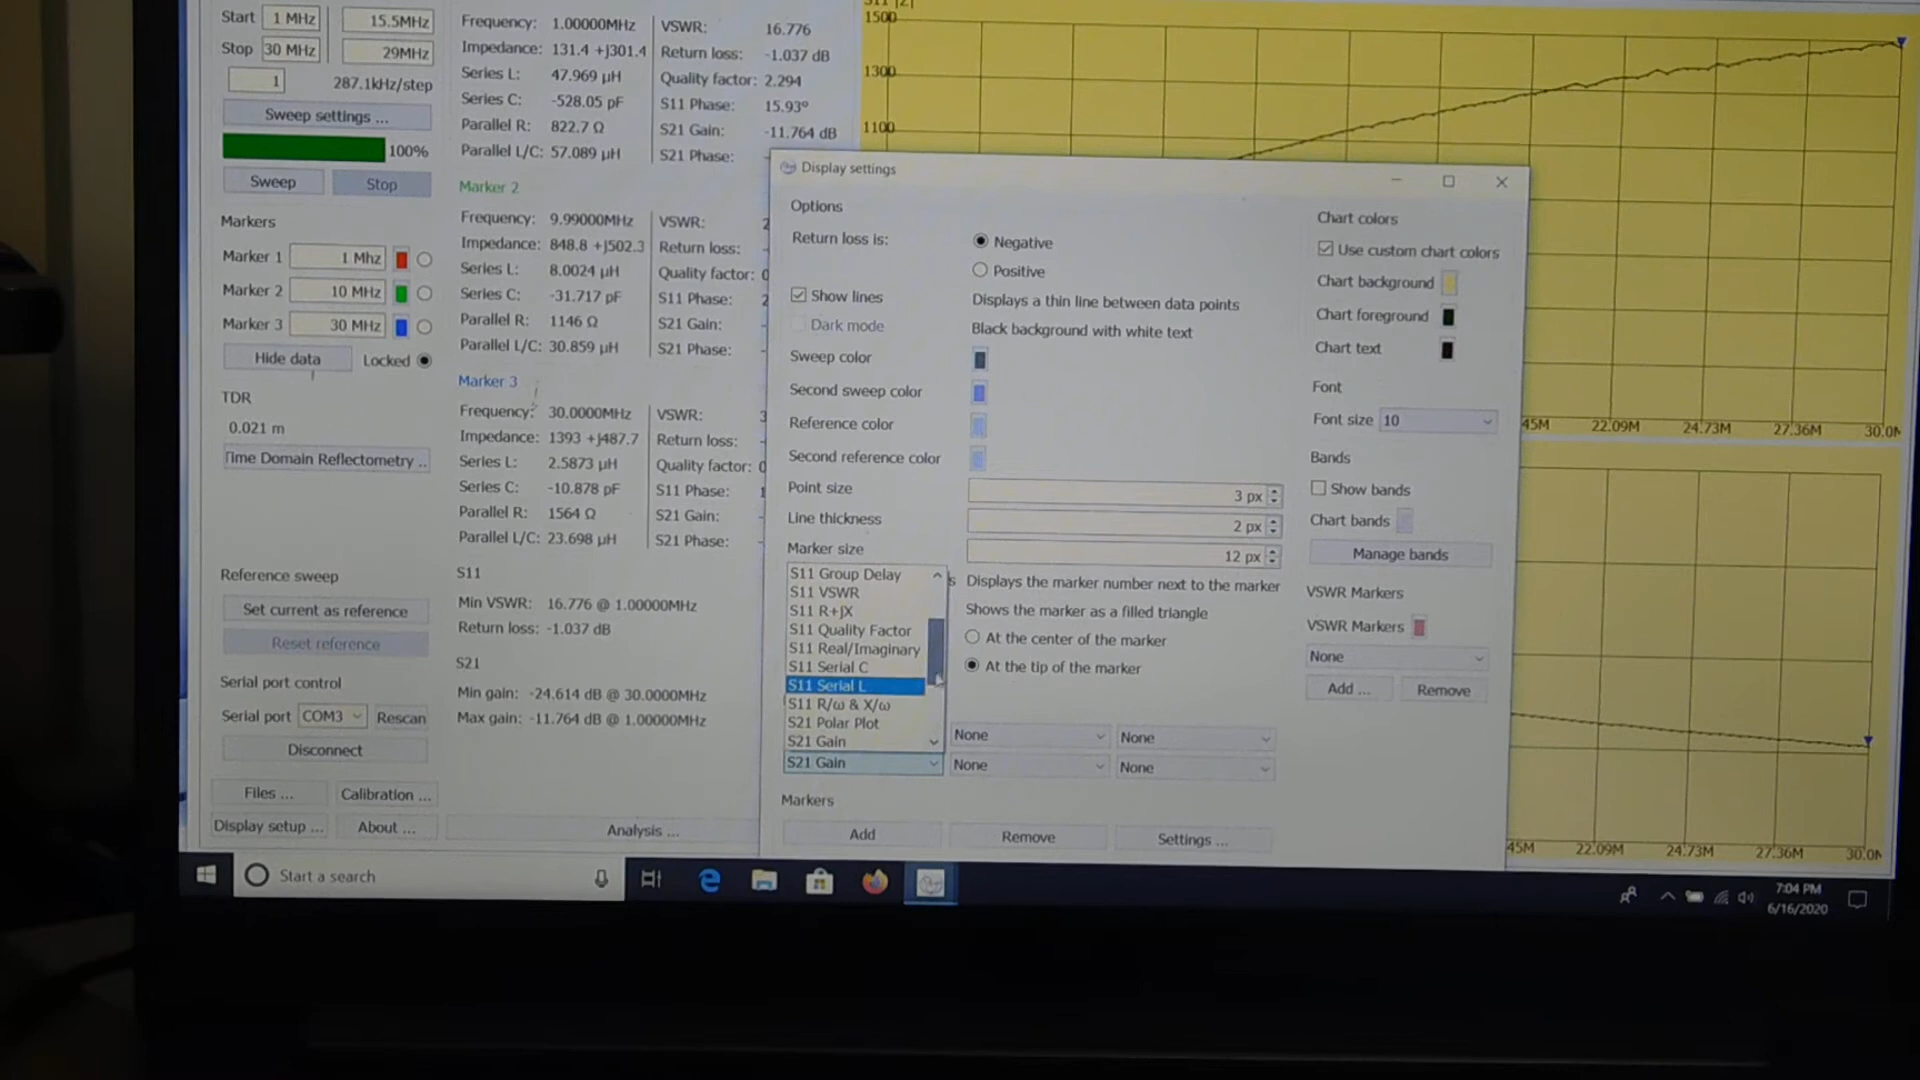 Start 1 MHz 15.5MHz
Stop 30 MHz 29MHz
1 287.1kHz/step
Sweep settings ...
100%
Sweep Stop
Markers
Marker 1 1 Mhz
Marker 2 10 MHz
Marker 3 30 MHz
Hide data Locked
TDR
0.021 m
Time Domain Reflectometry ..
Reference sweep
Set current as reference
Reset reference
Serial port control
Serial port COM3 Rescan
Disconnect
Files ... Calibration ...
Display setup ... About ...
Frequency: 1.00000MHz VSWR: 16.776
Impedance: 131.4 +J301.4 Return loss: -1.037 dB
Series L: 47.969 µH Quality factor: 2.294
Series C: -528.05 pF S11 Phase: 15.93°
Parallel R: 822.7 Ω S21 Gain: -11.764 dB
Parallel L/C: 57.089 µH S21 Phase: -
Marker 2
Frequency: 9.99000MHz VSWR: 2
Impedance: 848.8 +J502.3 Return loss: -
Series L: 8.0024 µH Quality factor: 0
Series C: -31.717 pF S11 Phase: 2
Parallel R: 1146 Ω S21 Gain: -
Parallel L/C: 30.859 µH S21 Phase: -
Marker 3
Frequency: 30.0000MHz VSWR: 3
Impedance: 1393 +J487.7 Return loss: -
Series L: 2.5873 µH Quality factor: 0
Series C: -10.878 pF S11 Phase: 1
Parallel R: 1564 Ω S21 Gain: -
Parallel L/C: 23.698 µH S21 Phase: -
S11
Min VSWR: 16.776 @ 1.00000MHz
Return loss: -1.037 dB
S21
Min gain: -24.614 dB @ 30.0000MHz
Max gain: -11.764 dB @ 1.00000MHz
Analysis ...
S11 |Z|
1500
1300
1100
Display settings
Options
Return loss is: Negative
Positive
Show lines Displays a thin line between data points
Dark mode Black background with white text
Sweep color
Second sweep color
Reference color
Second reference color
Point size 3 px
Line thickness 2 px
Marker size 12 px
s Displays the marker number next to the marker
Shows the marker as a filled triangle
At the center of the marker
At the tip of the marker
S11 Group Delay
S11 VSWR
S11 R+jX
S11 Quality Factor
S11 Real/Imaginary
S11 Serial C
S11 Serial L
S11 R/ω & X/ω
S21 Polar Plot
S21 Gain None None
S21 Gain None None
Markers
Add Remove Settings ...
Chart colors
Use custom chart colors
Chart background
Chart foreground
Chart text
Font
Font size 10
Bands
Show bands
Chart bands
Manage bands
VSWR Markers
VSWR Markers
None
Add ... Remove
45M 22.09M 24.73M 27.36M 30.0M
45M 22.09M 24.73M 27.36M 30.0M
Start a search
7:04 PM
6/16/2020